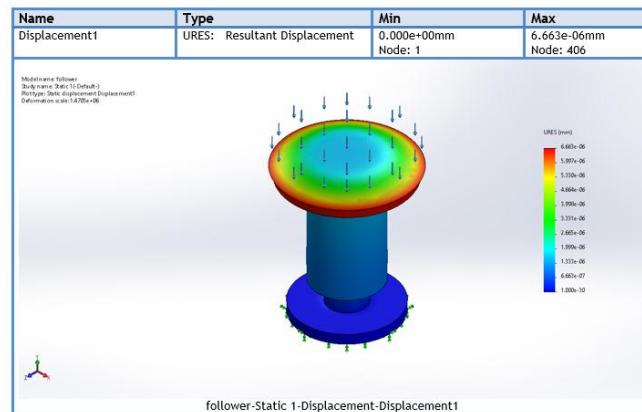 Name Type Min Max
Displacement1 URES: Resultant Displacement 0.000e+00mm 6.663e-06mm
Node: 1 Node: 406
Model name: follower
Study name: Static 1(-Default-)
Plot type: Static displacement Displacement1
Deformation scale: 1.4785e+06
URES (mm)
6.663e-06
5.997e-06
5.330e-06
4.664e-06
3.998e-06
3.331e-06
2.665e-06
1.999e-06
1.333e-06
6.663e-07
1.000e-30
Y
Z X
follower-Static 1-Displacement-Displacement1